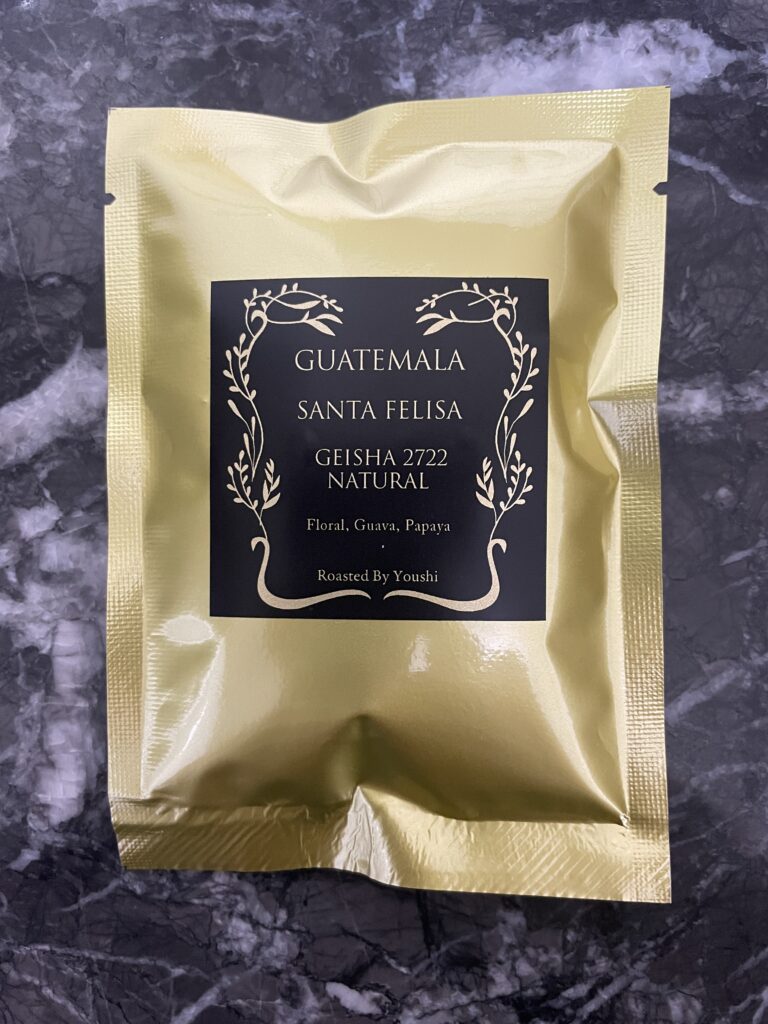 GUATEMALA
SANTA FELISA
GEISHA 2722
NATURAL
Floral, Guava, Papaya
Roasted By Youshi